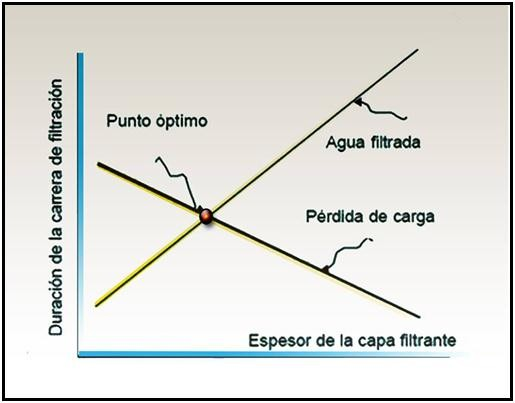 Duración de la carrera de filtración
Punto óptimo
Agua filtrada
Pérdida de carga
Espesor de la capa filtrante